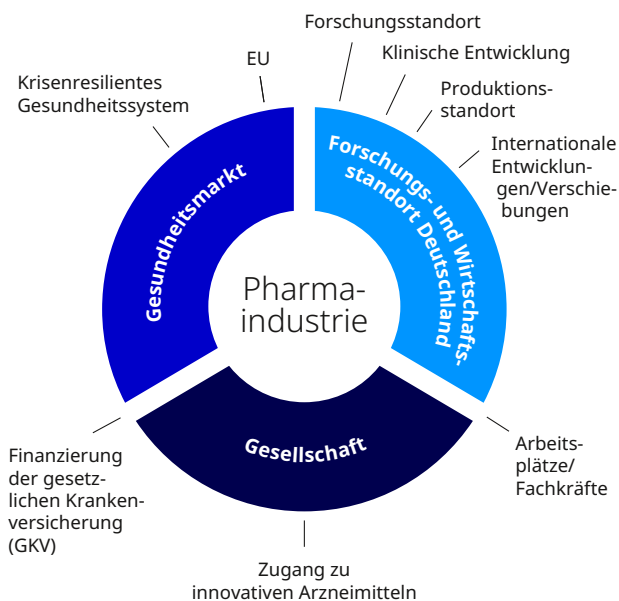 Forschungsstandort
Klinische Entwicklung
EU
Produktions-
standort
Krisenresilientes
Gesundheitssystem
Internationale
Entwicklun-
gen/Verschie-
bungen
Gesundheitsmarkt
Forschungs- und Wirtschafts-
standort Deutschland
Pharma-
industrie
Gesellschaft
Arbeits-
plätze/
Fachkräfte
Finanzierung
der gesetz-
lichen Kranken-
versicherung
(GKV)
Zugang zu
innovativen Arzneimitteln